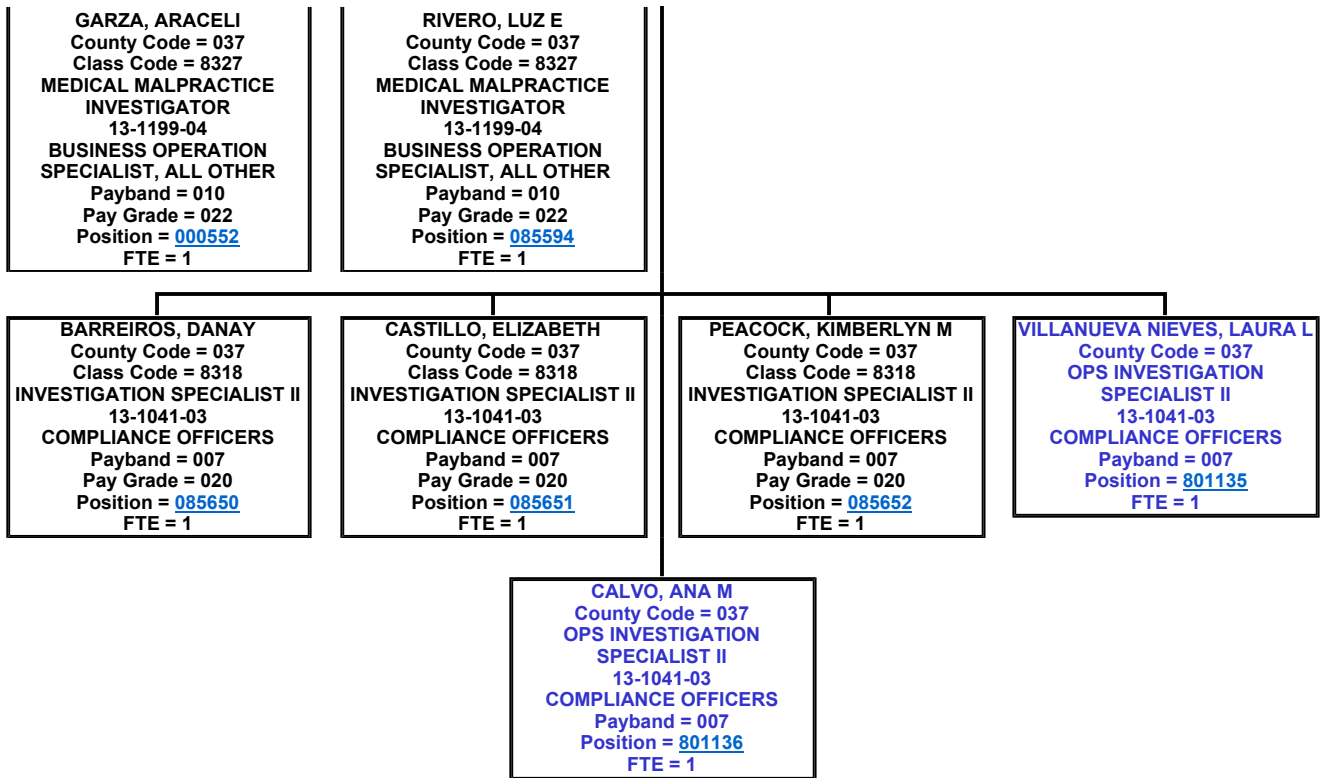 GARZA, ARACELI
County Code = 037
Class Code = 8327
MEDICAL MALPRACTICE
INVESTIGATOR
13-1199-04
BUSINESS OPERATION
SPECIALIST, ALL OTHER
Payband = 010
Pay Grade = 022
Position = 000552
FTE = 1
RIVERO, LUZ E
County Code = 037
Class Code = 8327
MEDICAL MALPRACTICE
INVESTIGATOR
13-1199-04
BUSINESS OPERATION
SPECIALIST, ALL OTHER
Payband = 010
Pay Grade = 022
Position = 085594
FTE = 1
BARREIROS, DANAY
County Code = 037
Class Code = 8318
INVESTIGATION SPECIALIST II
13-1041-03
COMPLIANCE OFFICERS
Payband = 007
Pay Grade = 020
Position = 085650
FTE = 1
CASTILLO, ELIZABETH
County Code = 037
Class Code = 8318
INVESTIGATION SPECIALIST II
13-1041-03
COMPLIANCE OFFICERS
Payband = 007
Pay Grade = 020
Position = 085651
FTE = 1
PEACOCK, KIMBERLYN M
County Code = 037
Class Code = 8318
INVESTIGATION SPECIALIST II
13-1041-03
COMPLIANCE OFFICERS
Payband = 007
Pay Grade = 020
Position = 085652
FTE = 1
VILLANUEVA NIEVES, LAURA L
County Code = 037
OPS INVESTIGATION
SPECIALIST II
13-1041-03
COMPLIANCE OFFICERS
Payband = 007
Position = 801135
FTE = 1
CALVO, ANA M
County Code = 037
OPS INVESTIGATION
SPECIALIST II
13-1041-03
COMPLIANCE OFFICERS
Payband = 007
Position = 801136
FTE = 1